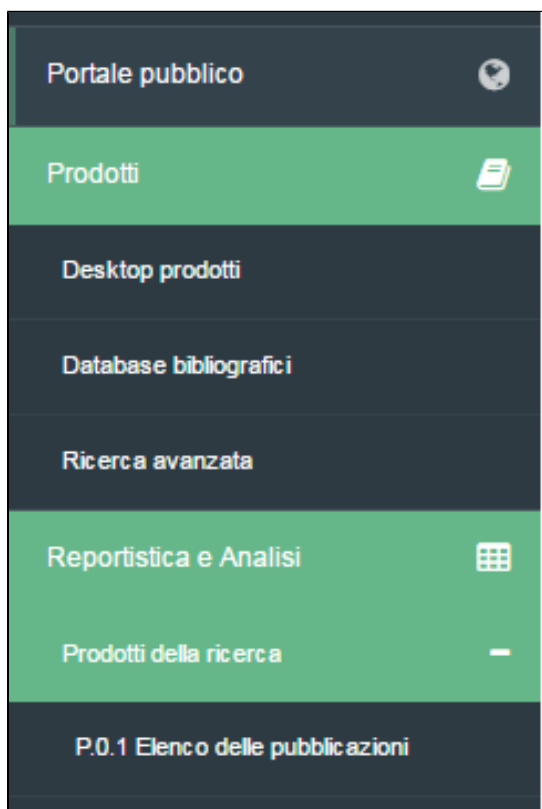 Portale pubblico
Prodotti
Desktop prodotti
Database bibliografici
Ricerca avanzata
Reportistica e Analisi
Prodotti della ricerca
P.0.1 Elenco delle pubblicazioni